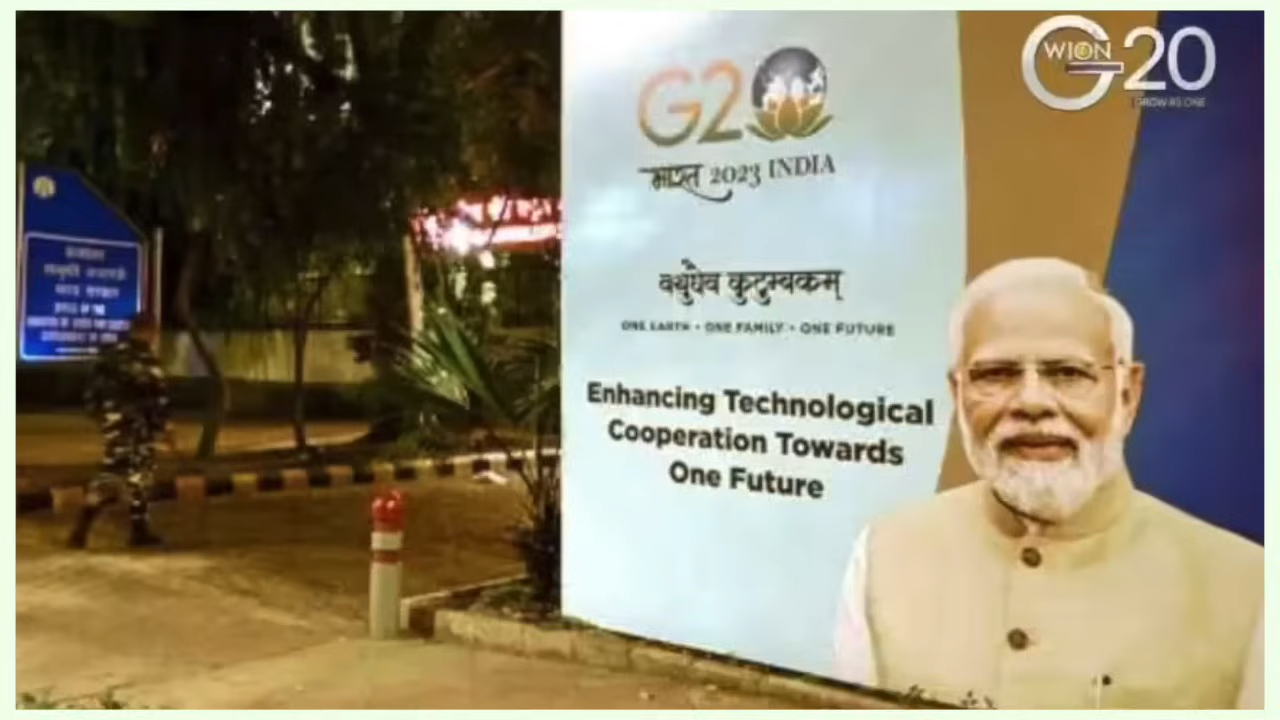 G20
भारत 2023 INDIA
वसुधैव कुटुम्बकम्
ONE EARTH • ONE FAMILY • ONE FUTURE
Enhancing Technological
Cooperation Towards
One Future
WION
G20
GROW AS ONE